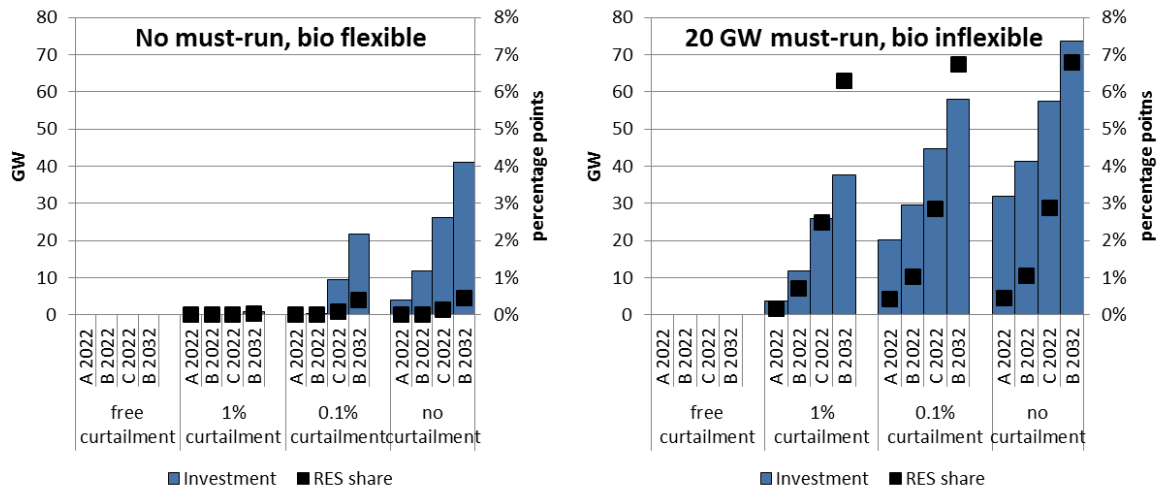 No must-run, bio flexible
80
70
60
50
40
30
20
10
0
GW
8%
7%
6%
5%
4%
3%
2%
1%
0%
percentage points
A 2022
B 2022
C 2022
B 2032
A 2022
B 2022
C 2022
B 2032
A 2022
B 2022
C 2022
B 2032
A 2022
B 2022
C 2022
B 2032
free curtailment
1% curtailment
0.1% curtailment
no curtailment
Investment
RES share
20 GW must-run, bio inflexible
80
70
60
50
40
30
20
10
0
GW
8%
7%
6%
5%
4%
3%
2%
1%
0%
percentage poitns
A 2022
B 2022
C 2022
B 2032
A 2022
B 2022
C 2022
B 2032
A 2022
B 2022
C 2022
B 2032
A 2022
B 2022
C 2022
B 2032
free
curtailment
1%
curtailment
0.1%
curtailment
no
curtailment
Investment
RES share